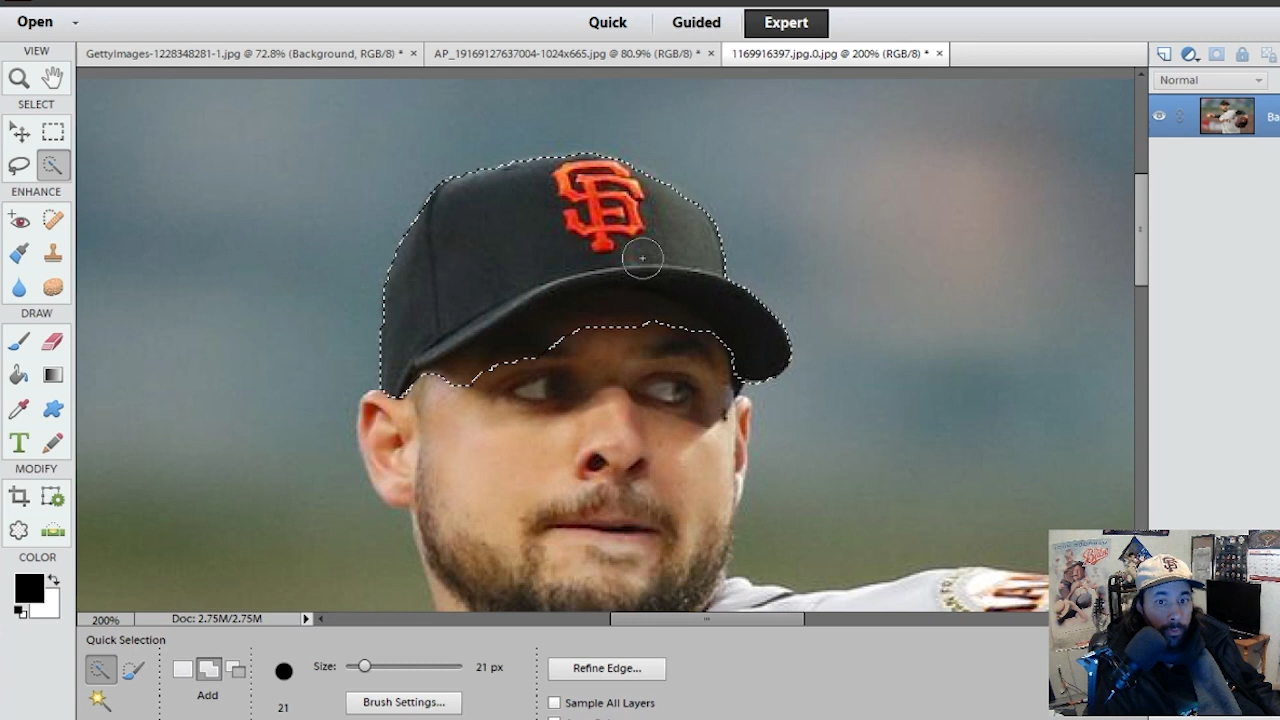 Open
Quick
Guided
Expert
VIEW
GettyImages-1228348281-1.jpg @ 72.8% (Background, RGB/8) * ×
AP_19169127637004-1024x665.jpg @ 80.9% (RGB/8) * ×
1169916397.jpg.0.jpg @ 200% (RGB/8) * ×
Normal
SELECT
Ba
ENHANCE
SF
DRAW
T
MODIFY
COLOR
200%
Doc: 2.75M/2.75M
Quick Selection
Add
21
Size:
21 px
Brush Settings...
Refine Edge...
Sample All Layers